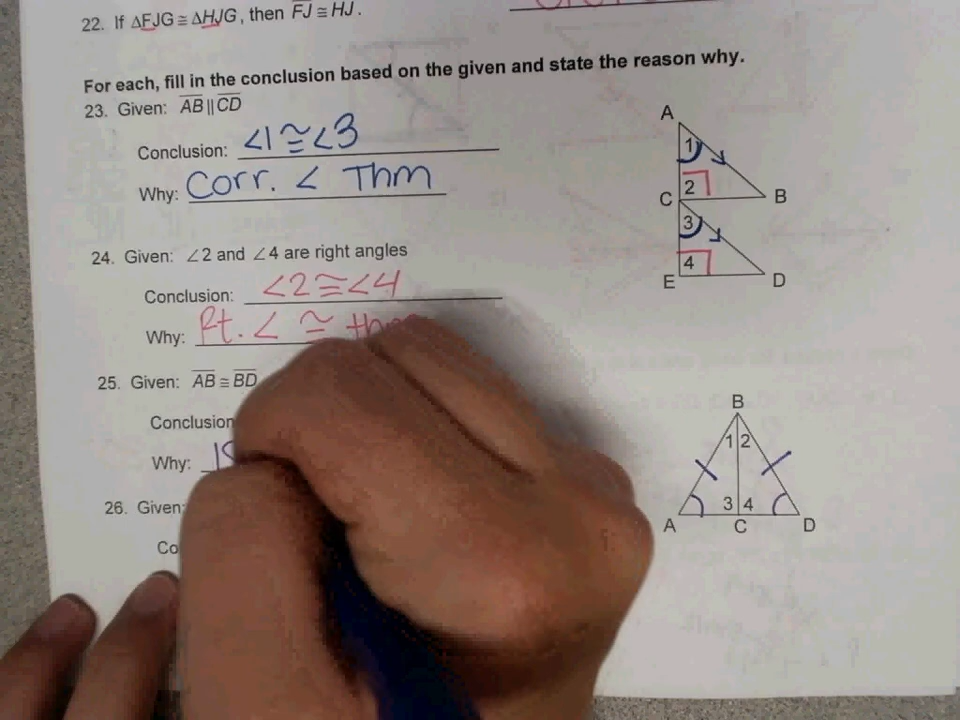 22. If ΔFJG ≅ ΔHJG, then FJ ≅ HJ.
For each, fill in the conclusion based on the given and state the reason why.
23. Given: AB || CD
Conclusion: ∠1≅∠3
Why: Corr. ∠ Thm
24. Given: ∠2 and ∠4 are right angles
Conclusion: ∠2≅∠4
Why: Rt. ∠ ≅ thm
25. Given: AB ≅ BD
Conclusion
Why:
26. Given:
Co
A
1
2
C
B
3
4
E
D
B
1 2
3 4
A
C
D